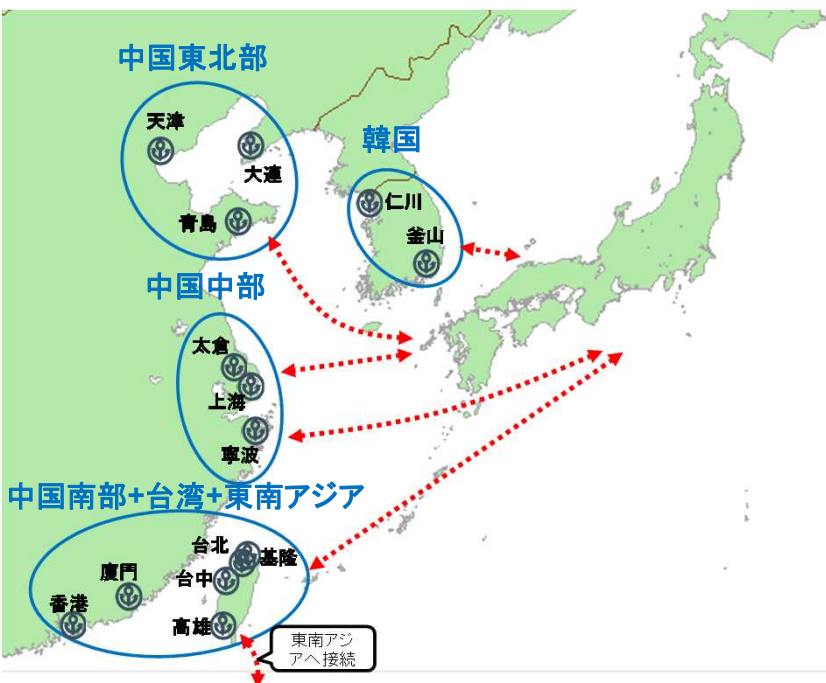 中国東北部
天津
大連
青島
韓国
仁川
釜山
中国中部
太倉
上海
寧波
中国南部+台湾+東南アジア
台北
基隆
台中
廈門
香港
高雄
東南アジ
アへ接続